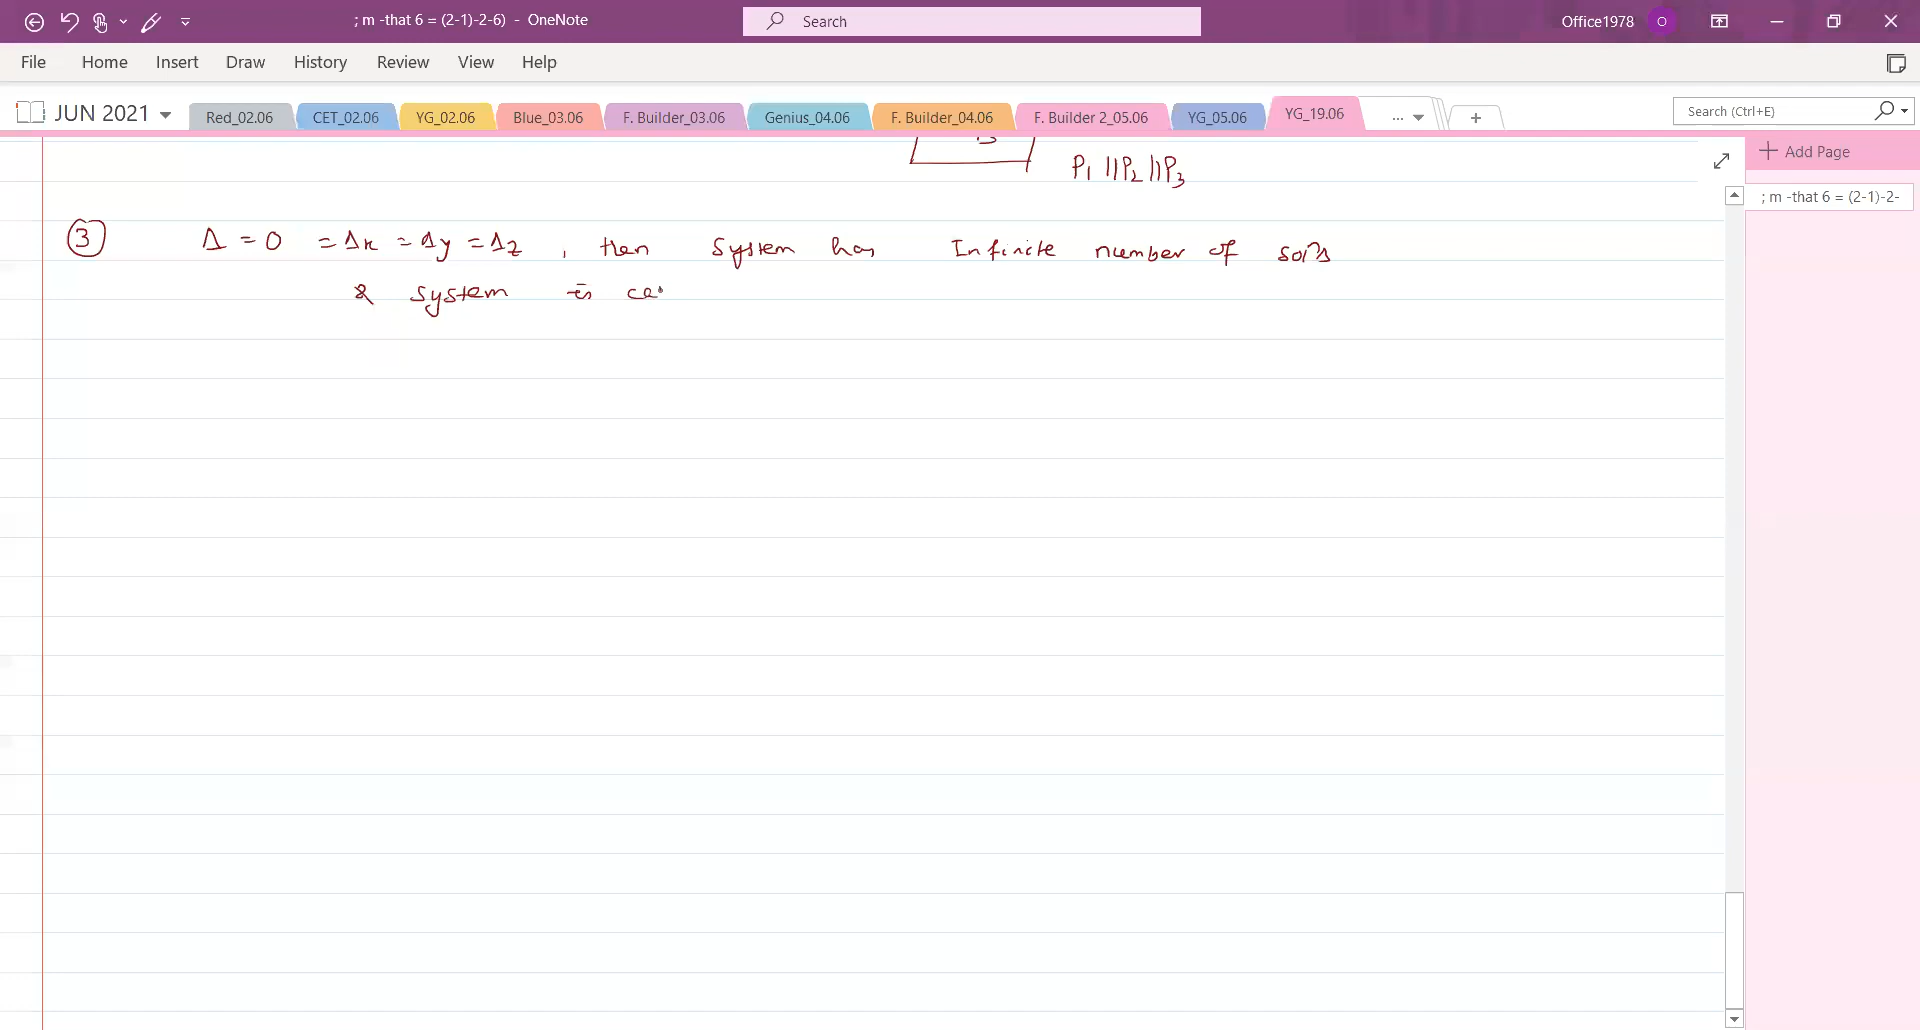 ; m -that 6 = (2-1)-2-6) - OneNote
Search
Office1978
O
File Home Insert Draw History Review View Help
JUN 2021
Red_02.06 CET_02.06 YG_02.06 Blue_03.06 F. Builder_03.06 Genius_04.06 F. Builder_04.06 F. Builder 2_05.06 YG_05.06 YG_19.06 ... +
Search (Ctrl+E)
Add Page
; m -that 6 = (2-1)-2-
P₁ ||P₂ ||P₃
③ Δ = 0 = Δx = Δy = Δz , then system has Infinite number of solⁿs
& system is